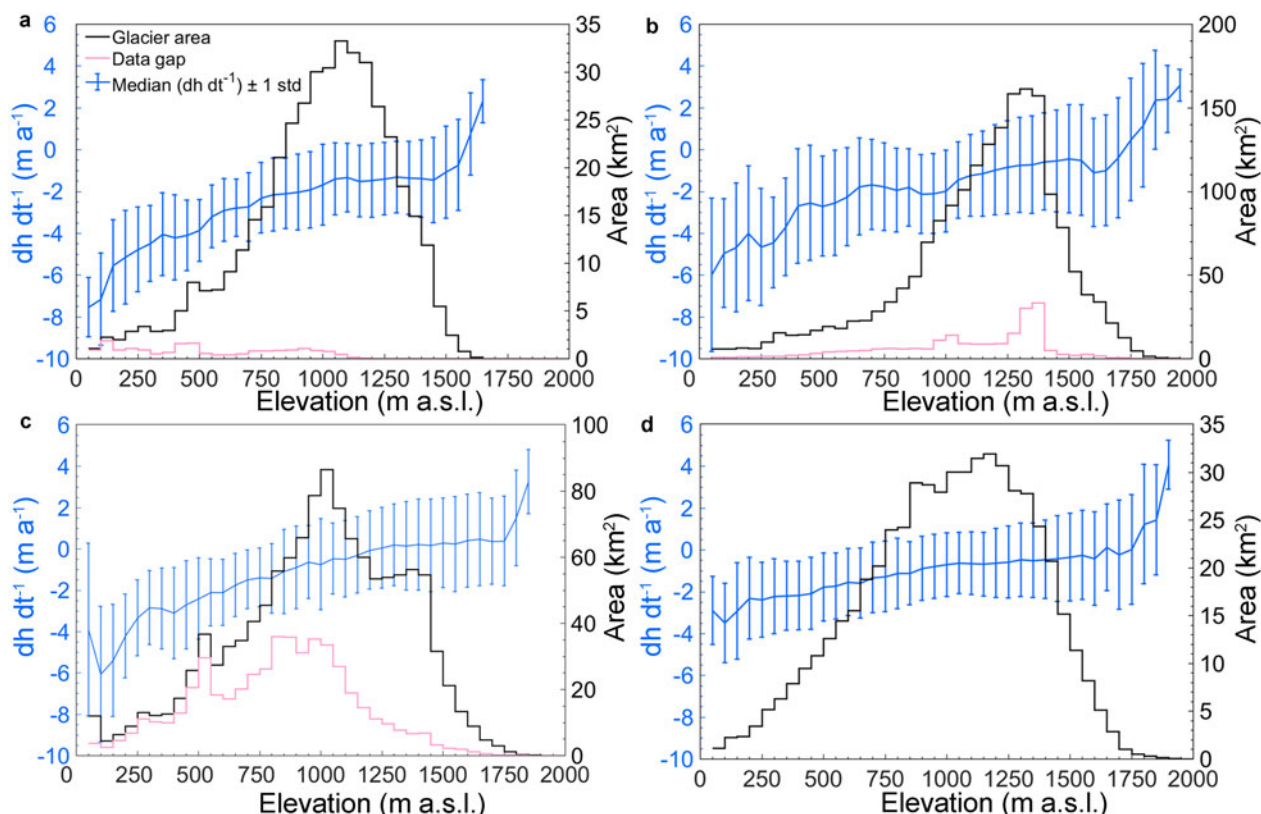 a
Glacier area
Data gap
Median (dh dt⁻¹) ± 1 std
6
4
2
0
-2
-4
-6
-8
-10
dh dt⁻¹ (m a⁻¹)
35
30
25
20
15
10
5
0
Area (km²)
0 250 500 750 1000 1250 1500 1750 2000
Elevation (m a.s.l.)
b
6
4
2
0
-2
-4
-6
-8
-10
dh dt⁻¹ (m a⁻¹)
200
150
100
50
0
Area (km²)
0 250 500 750 1000 1250 1500 1750 2000
Elevation (m a.s.l.)
c
6
4
2
0
-2
-4
-6
-8
-10
dh dt⁻¹ (m a⁻¹)
100
80
60
40
20
0
Area (km²)
0 250 500 750 1000 1250 1500 1750 2000
Elevation (m a.s.l.)
d
6
4
2
0
-2
-4
-6
-8
-10
dh dt⁻¹ (m a⁻¹)
35
30
25
20
15
10
5
0
Area (km²)
0 250 500 750 1000 1250 1500 1750 2000
Elevation (m a.s.l.)